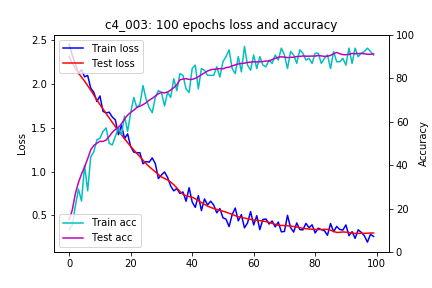 c4_003: 100 epochs loss and accuracy
Train loss
Test loss
Train acc
Test acc
Loss
Accuracy
2.5
2.0
1.5
1.0
0.5
100
80
60
40
20
0
0
20
40
60
80
100